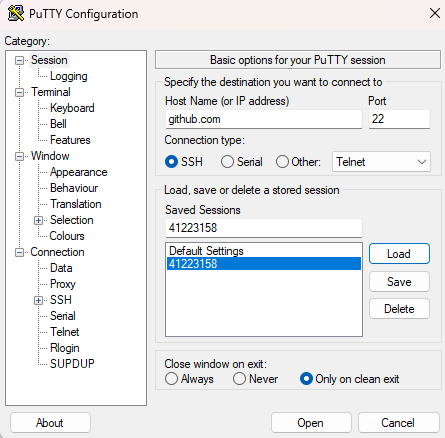 PuTTY Configuration
Category:
Session
Logging
Terminal
Keyboard
Bell
Features
Window
Appearance
Behaviour
Translation
Selection
Colours
Connection
Data
Proxy
SSH
Serial
Telnet
Rlogin
SUPDUP
Basic options for your PuTTY session
Specify the destination you want to connect to
Host Name (or IP address) Port
github.com 22
Connection type:
SSH Serial Other: Telnet
Load, save or delete a stored session
Saved Sessions
41223158
Default Settings
41223158
Load
Save
Delete
Close window on exit:
Always Never Only on clean exit
About Open Cancel